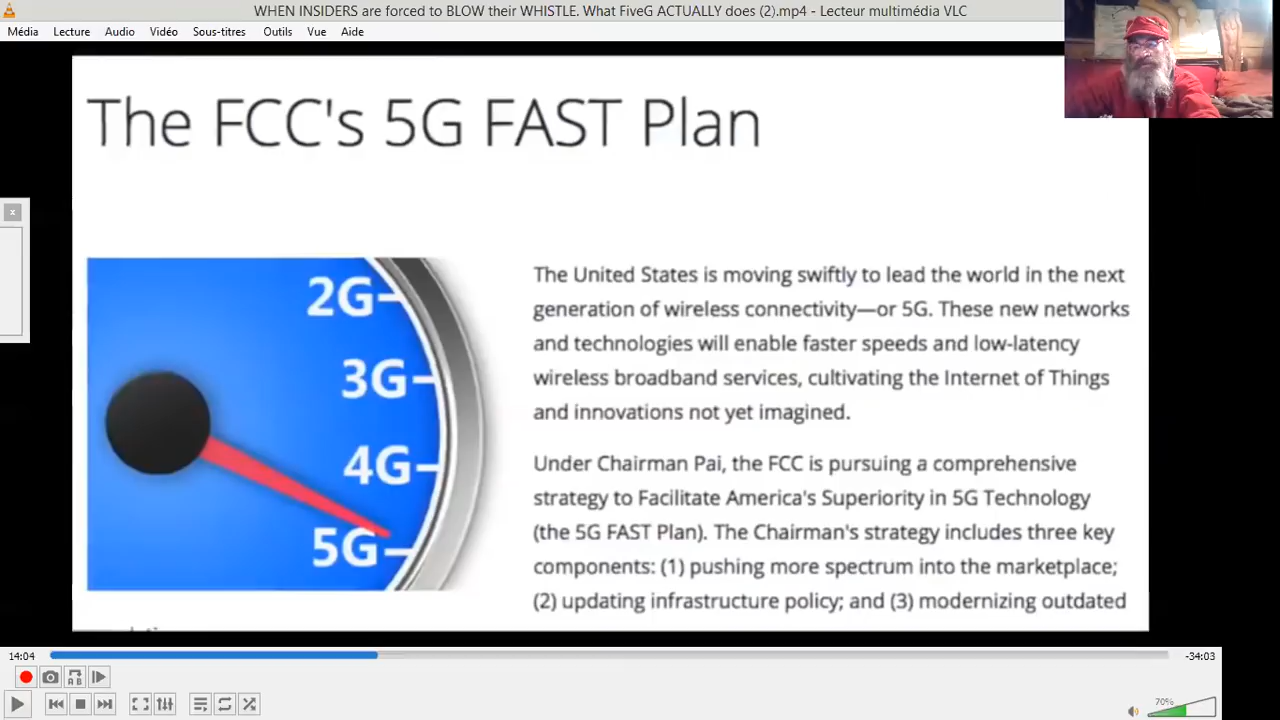 WHEN INSIDERS are forced to BLOW their WHISTLE. What FiveG ACTUALLY does (2).mp4 - Lecteur multimédia VLC
Média Lecture Audio Vidéo Sous-titres Outils Vue Aide
The FCC's 5G FAST Plan
2G
3G
4G
5G
The United States is moving swiftly to lead the world in the next
generation of wireless connectivity—or 5G. These new networks
and technologies will enable faster speeds and low-latency
wireless broadband services, cultivating the Internet of Things
and innovations not yet imagined.
Under Chairman Pai, the FCC is pursuing a comprehensive
strategy to Facilitate America's Superiority in 5G Technology
(the 5G FAST Plan). The Chairman's strategy includes three key
components: (1) pushing more spectrum into the marketplace;
(2) updating infrastructure policy; and (3) modernizing outdated
x
14:04
-34:03
AB
70%